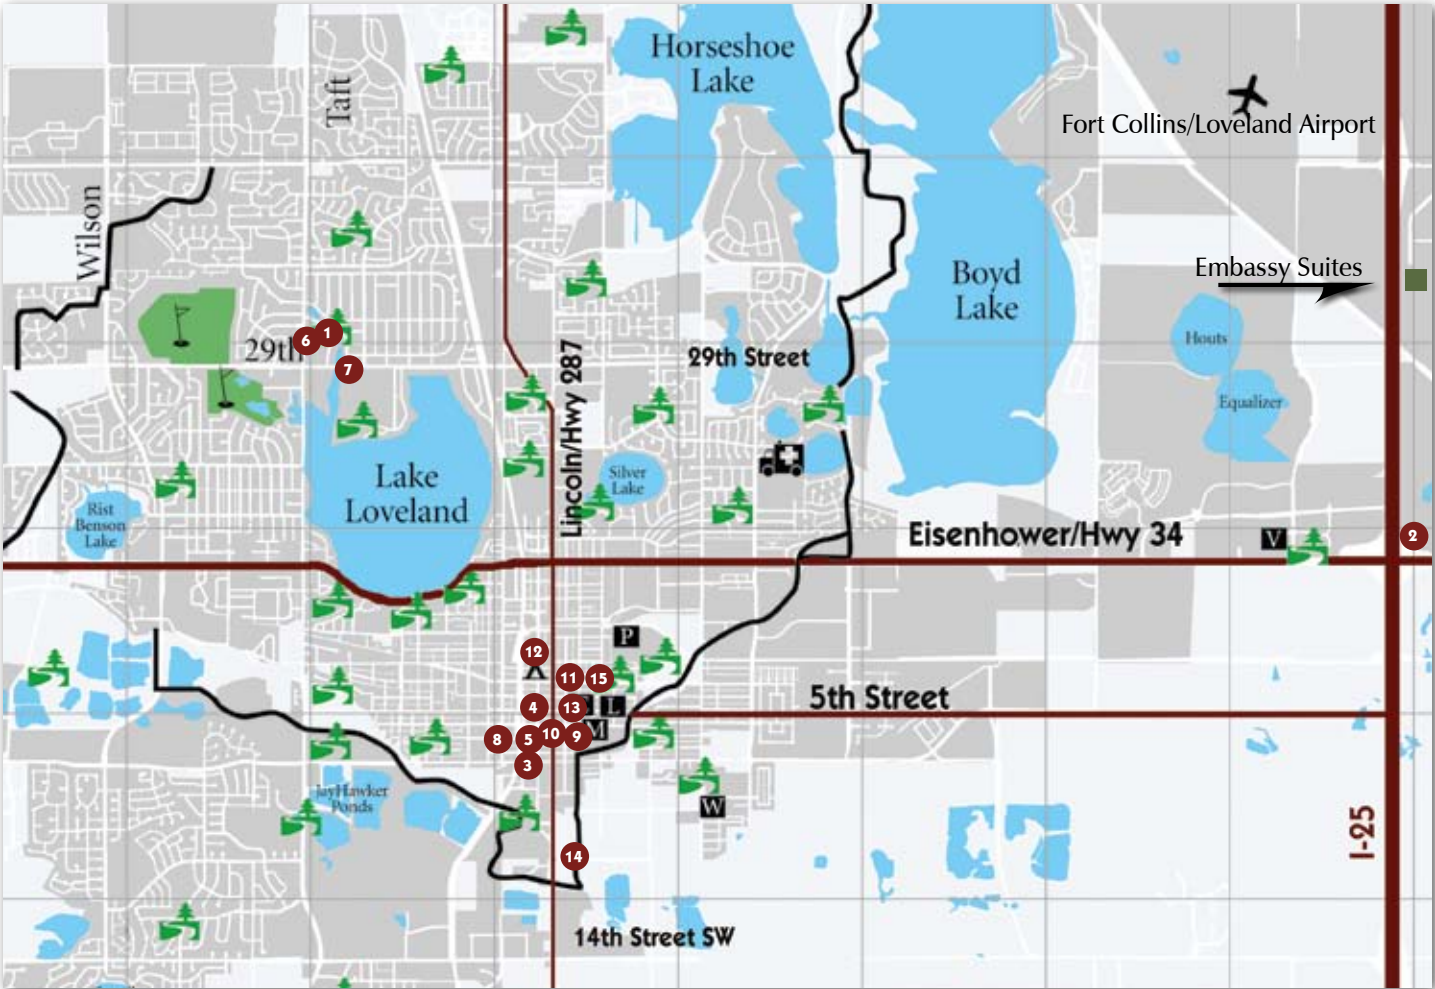 Horseshoe
Lake
Taft
Fort Collins/Loveland Airport
Wilson
Embassy Suites
Boyd
Lake
Houts
6
1
29th
7
Lincoln/Hwy 287
29th Street
Equalizer
Lake
Loveland
Silver
Lake
Rist
Benson
Lake
Eisenhower/Hwy 34
V
2
P
12
11
15
4
13
L
5th Street
8
5
10
9
M
3
JayHawker
Ponds
W
I-25
14
14th Street SW